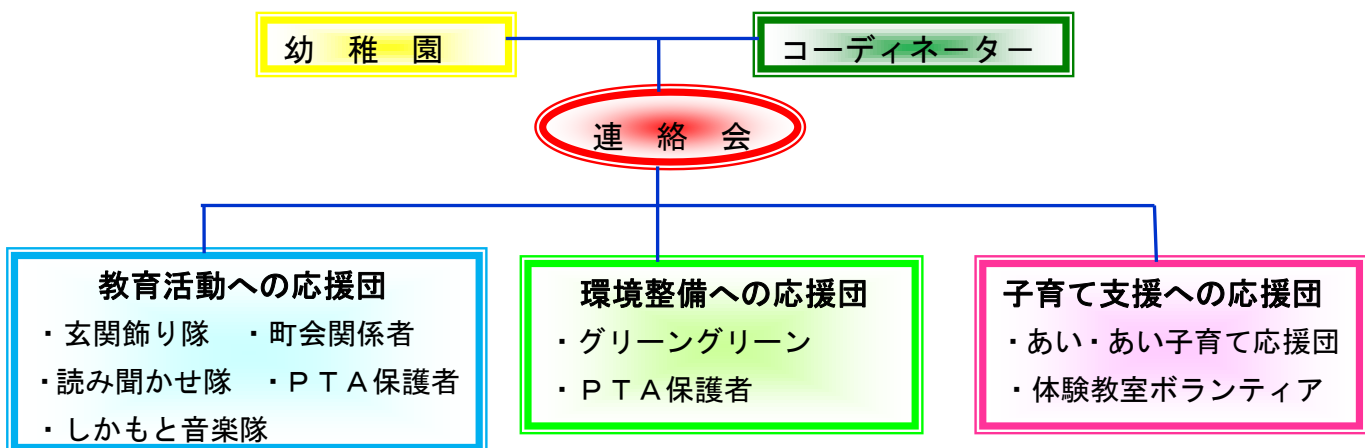 幼　稚　園
コーディネーター
連　絡　会
教育活動への応援団
・玄関飾り隊　・町会関係者
・読み聞かせ隊　・ＰＴＡ保護者
・しかもと音楽隊
環境整備への応援団
・グリーングリーン
・ＰＴＡ保護者
子育て支援への応援団
・あい・あい子育て応援団
・体験教室ボランティア